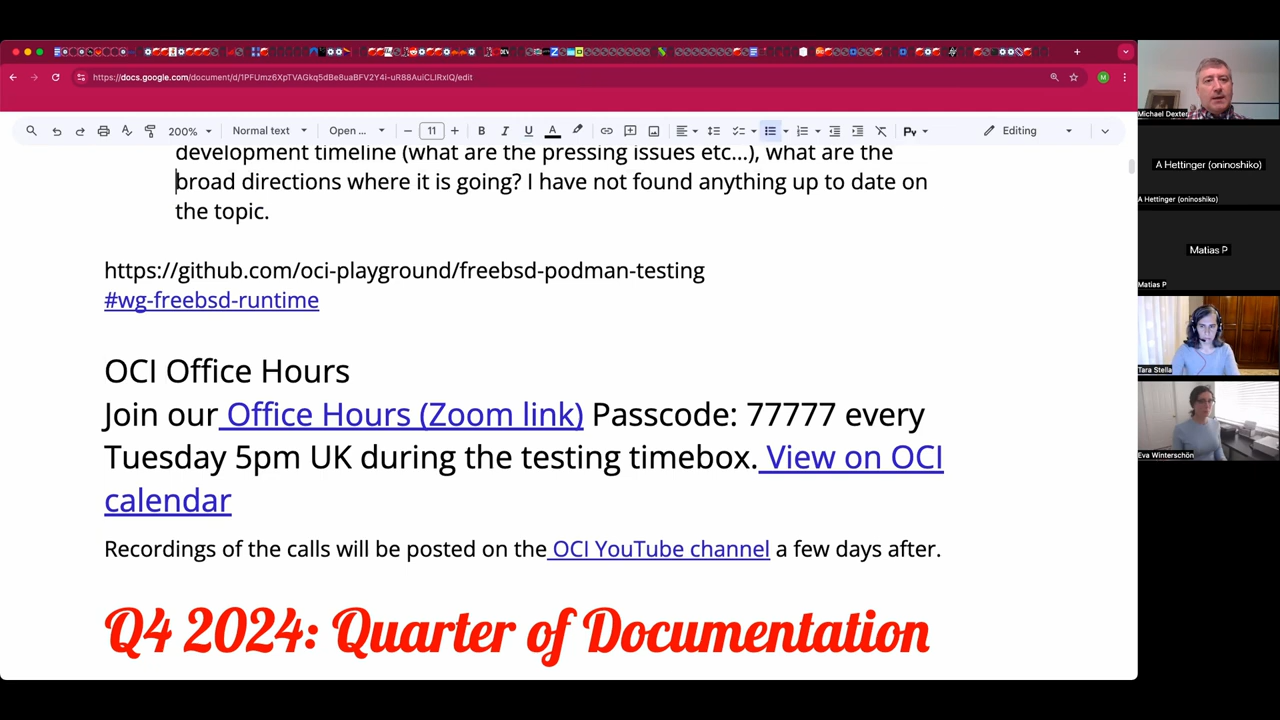 https://docs.google.com/document/d/1PFUmz6XpTVAGkq5dBe8uaBFV2Y4i-uR88AuiCLIRxIQ/edit
M
200%
Normal text
Open ...
11
Editing
development timeline (what are the pressing issues etc...), what are the
broad directions where it is going? I have not found anything up to date on
the topic.
https://github.com/oci-playground/freebsd-podman-testing
#wg-freebsd-runtime
OCI Office Hours
Join our Office Hours (Zoom link) Passcode: 77777 every
Tuesday 5pm UK during the testing timebox. View on OCI
calendar
Recordings of the calls will be posted on the OCI YouTube channel a few days after.
Q4 2024: Quarter of Documentation
Michael Dexter
A Hettinger (oninoshiko)
A Hettinger (oninoshiko)
Matias P
Matias P
Tara Stella
Eva Winterschön